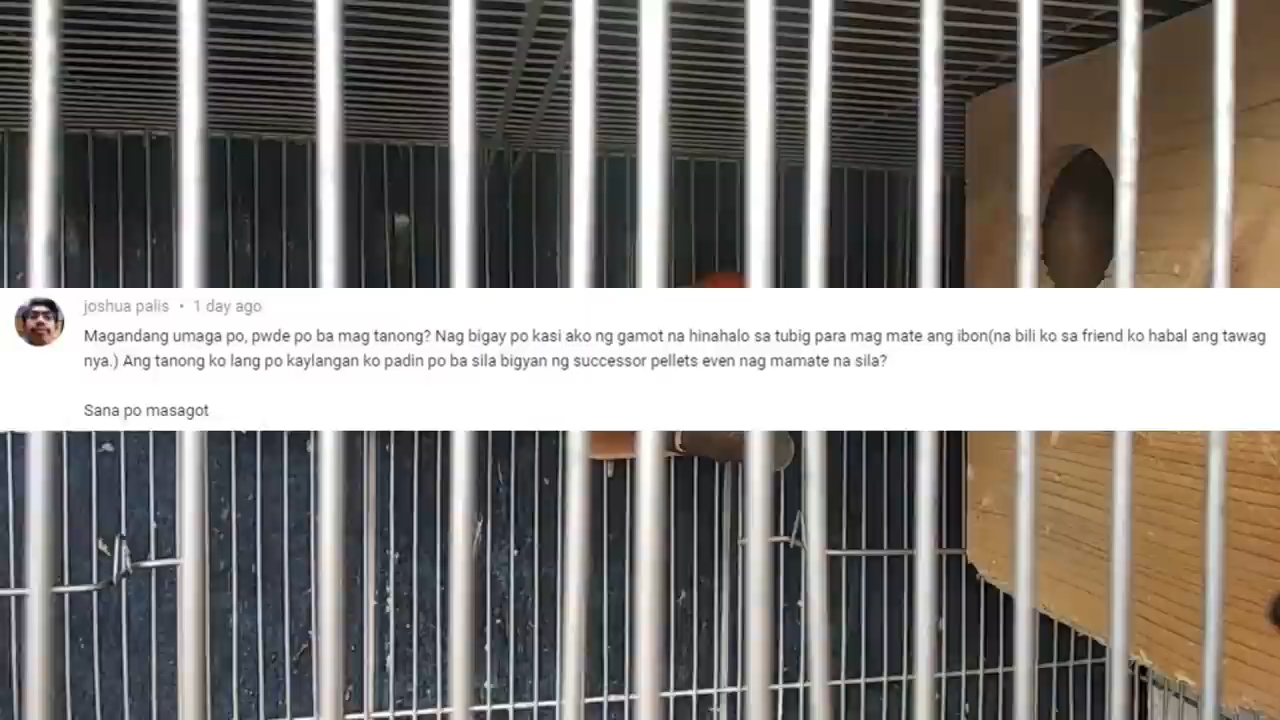 joshua palis • 1 day ago
Magandang umaga po, pwde po ba mag tanong? Nag bigay po kasi ako ng gamot na hinahalo sa tubig para mag mate ang ibon(na bili ko sa friend ko habal ang tawag
nya.) Ang tanong ko lang po kaylangan ko padin po ba sila bigyan ng successor pellets even nag mamate na sila?
Sana po masagot